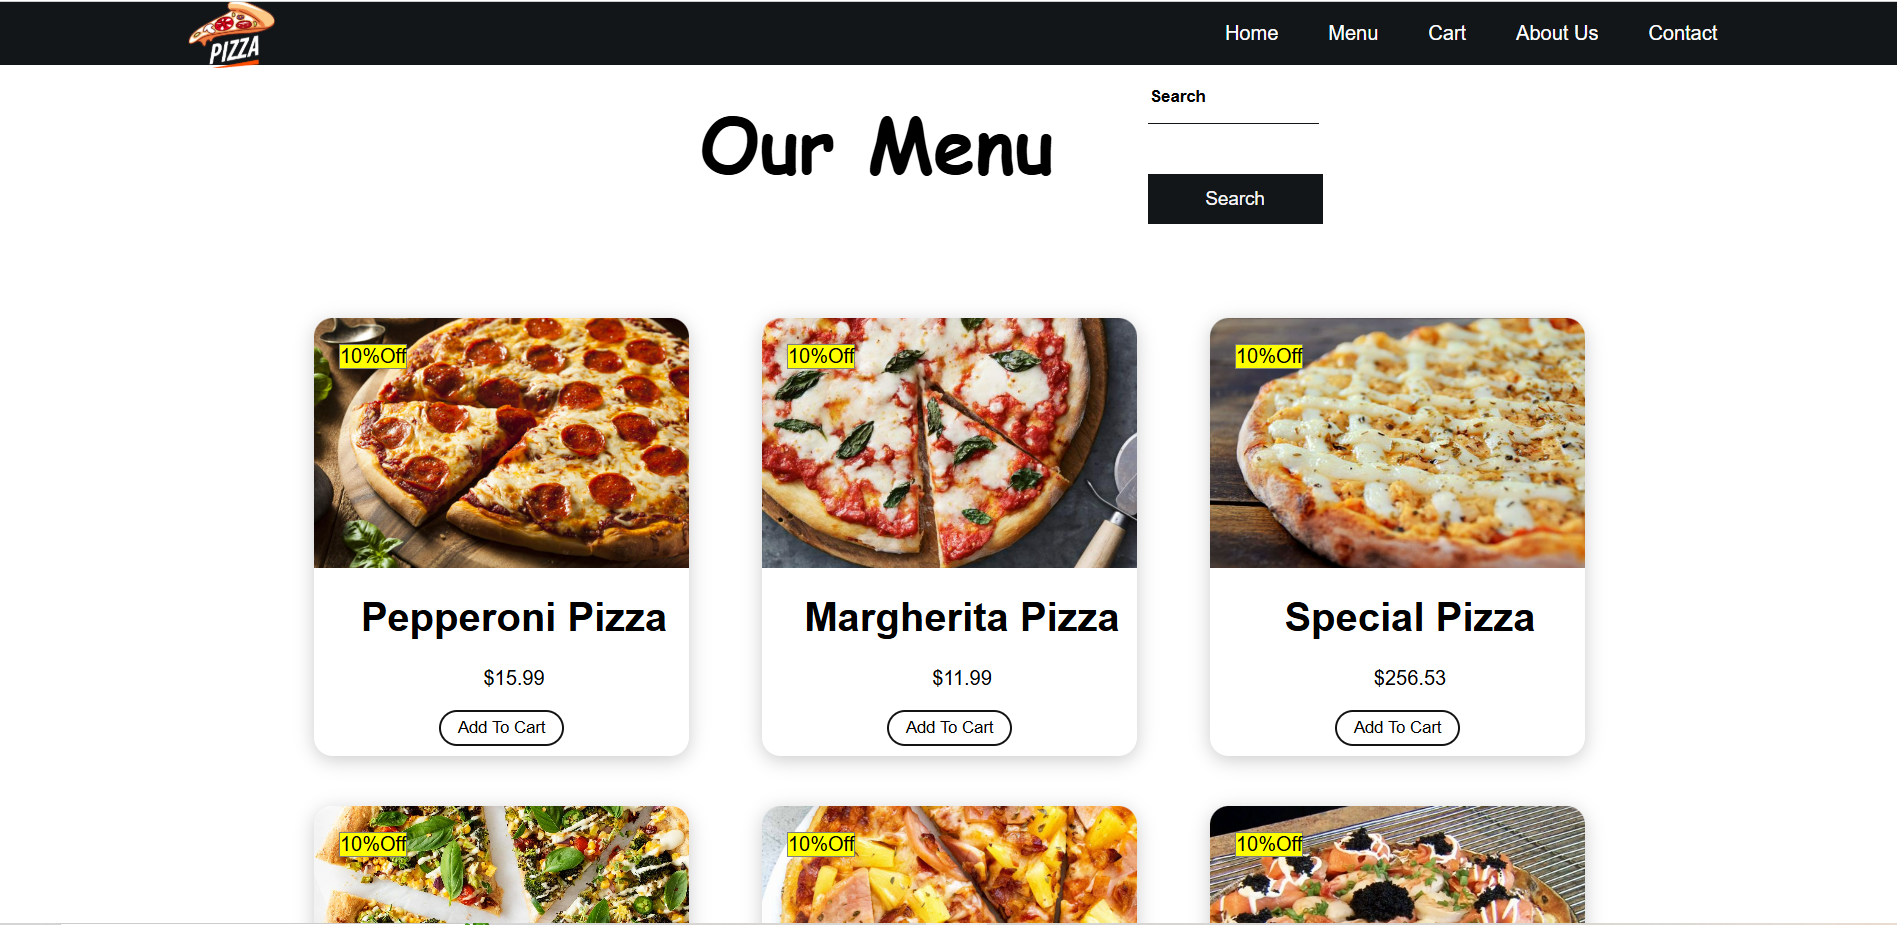 PIZZA
Home
Menu
Cart
About Us
Contact
Our Menu
Search
Search
10%Off
10%Off
10%Off
Pepperoni Pizza
Margherita Pizza
Special Pizza
$15.99
$11.99
$256.53
Add To Cart
Add To Cart
Add To Cart
10%Off
10%Off
10%Off